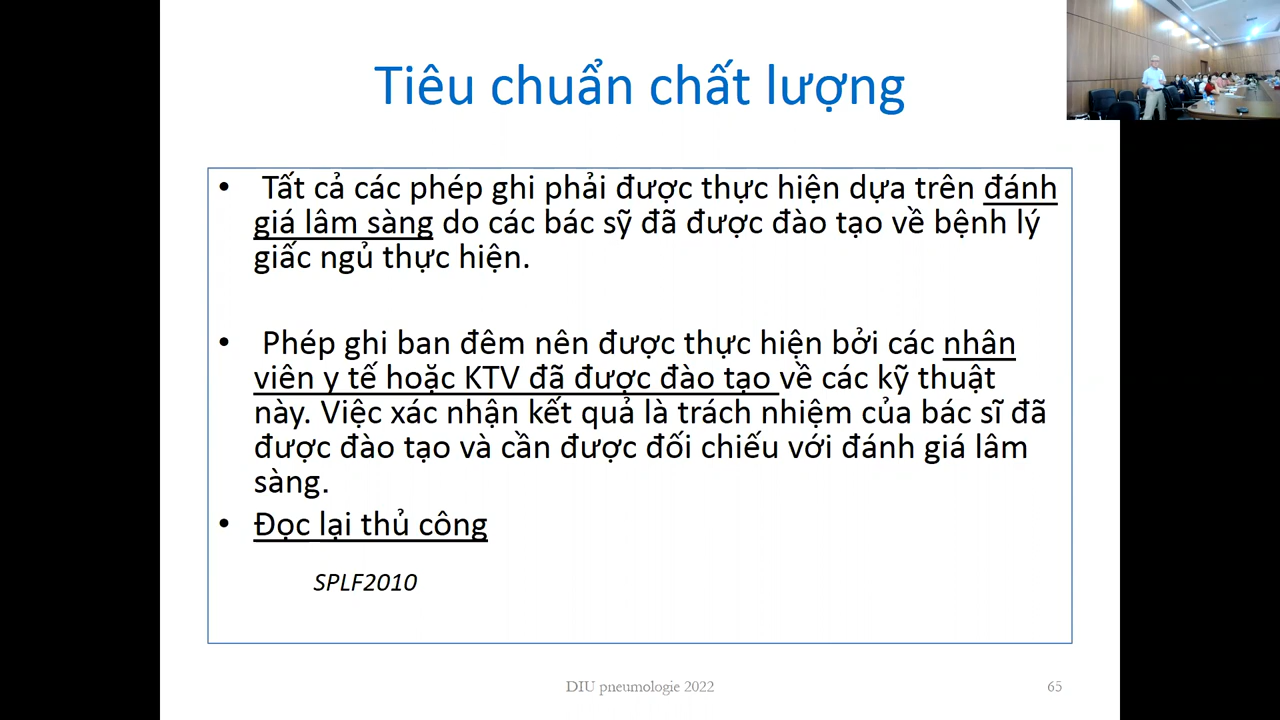 Tiêu chuẩn chất lượng
• Tất cả các phép ghi phải được thực hiện dựa trên đánh
giá lâm sàng do các bác sỹ đã được đào tạo về bệnh lý
giấc ngủ thực hiện.
• Phép ghi ban đêm nên được thực hiện bởi các nhân
viên y tế hoặc KTV đã được đào tạo về các kỹ thuật
này. Việc xác nhận kết quả là trách nhiệm của bác sĩ đã
được đào tạo và cần được đối chiếu với đánh giá lâm
sàng.
• Đọc lại thủ công
SPLF2010
DIU pneumologie 2022
65